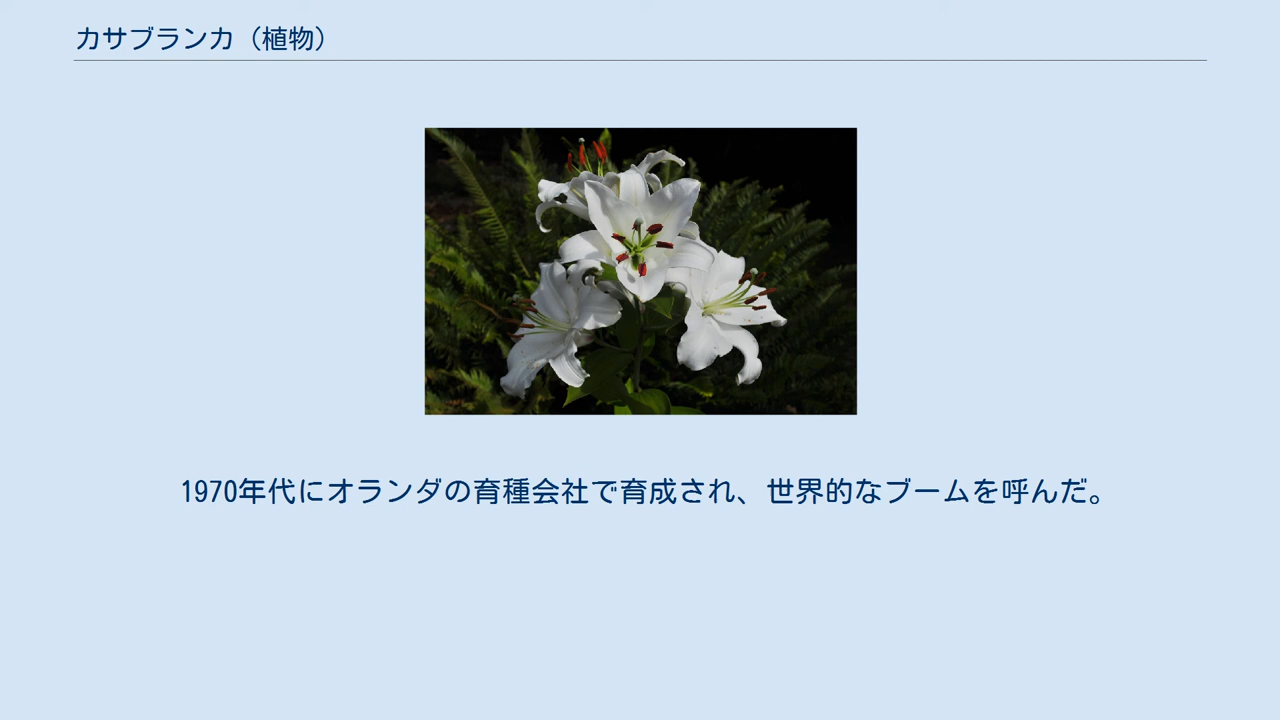 カサブランカ（植物）
1970年代にオランダの育種会社で育成され、世界的なブームを呼んだ。